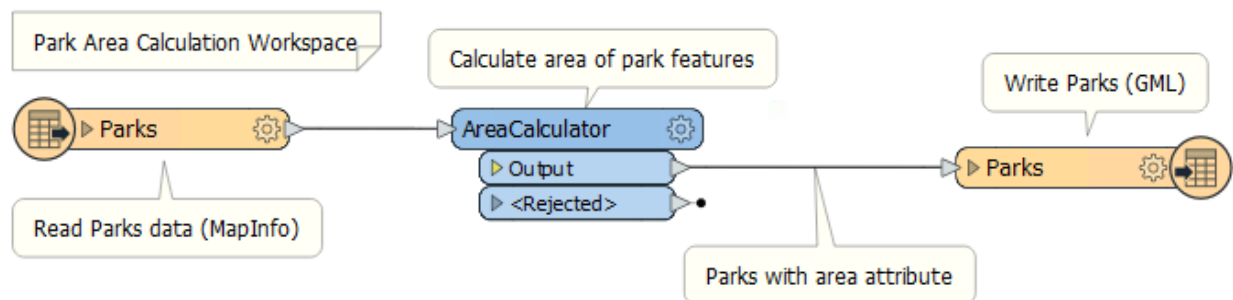 Park Area Calculation Workspace
Calculate area of park features
Write Parks (GML)
Parks
AreaCalculator
Output
<Rejected>
Parks
Read Parks data (MapInfo)
Parks with area attribute